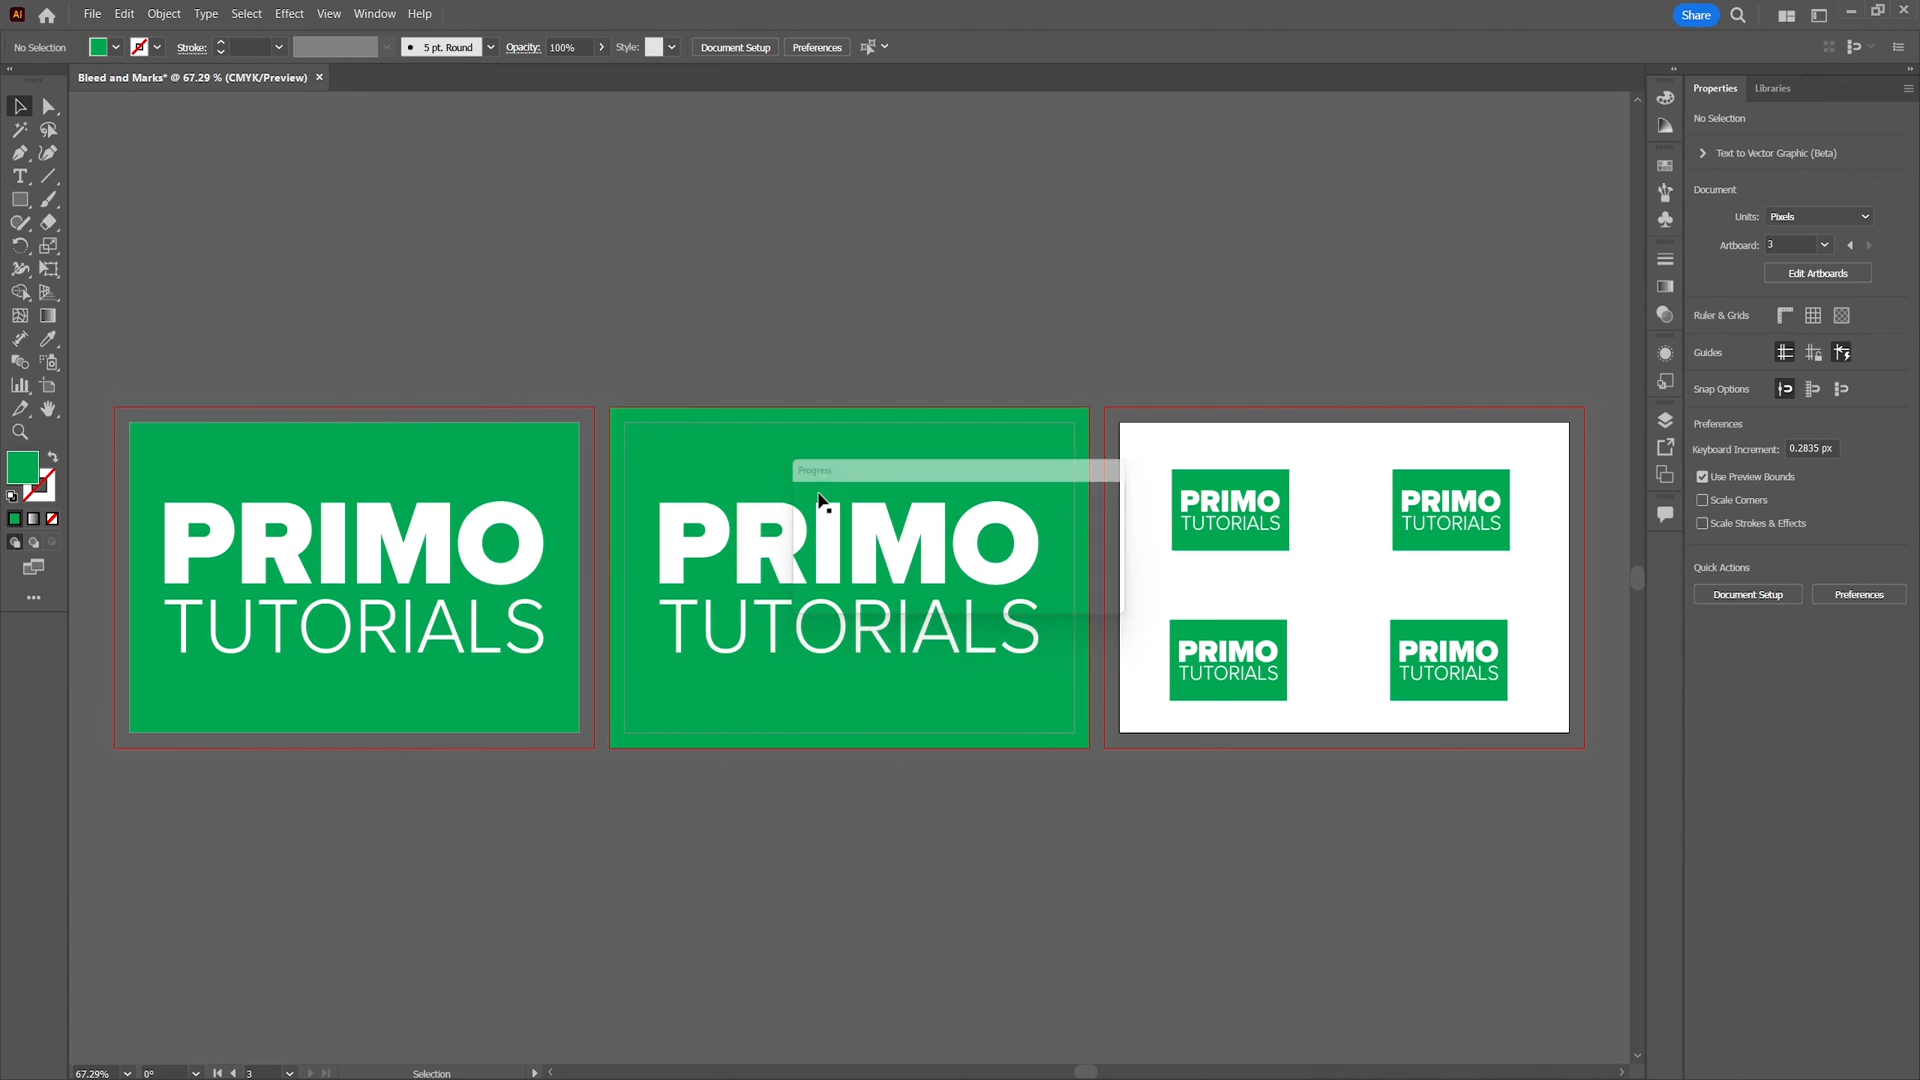 Ai File Edit Object Type Select Effect View Window Help Share
No Selection Stroke: 5 pt. Round Opacity: 100% Style: Document Setup Preferences
Bleed and Marks* @ 67.29 % (CMYK/Preview) ×
Properties Libraries
No Selection
Text to Vector Graphic (Beta)
Document
Units: Pixels
Artboard: 3
Edit Artboards
Ruler & Grids
Guides
Snap Options
Preferences
Keyboard Increment: 0.2835 px
Use Preview Bounds
Scale Corners
Scale Strokes & Effects
Quick Actions
Document Setup Preferences
Progress
PRIMO
TUTORIALS
PRIMO
TUTORIALS
PRIMO
TUTORIALS
PRIMO
TUTORIALS
PRIMO
TUTORIALS
PRIMO
TUTORIALS
67.29% 0° 3 Selection